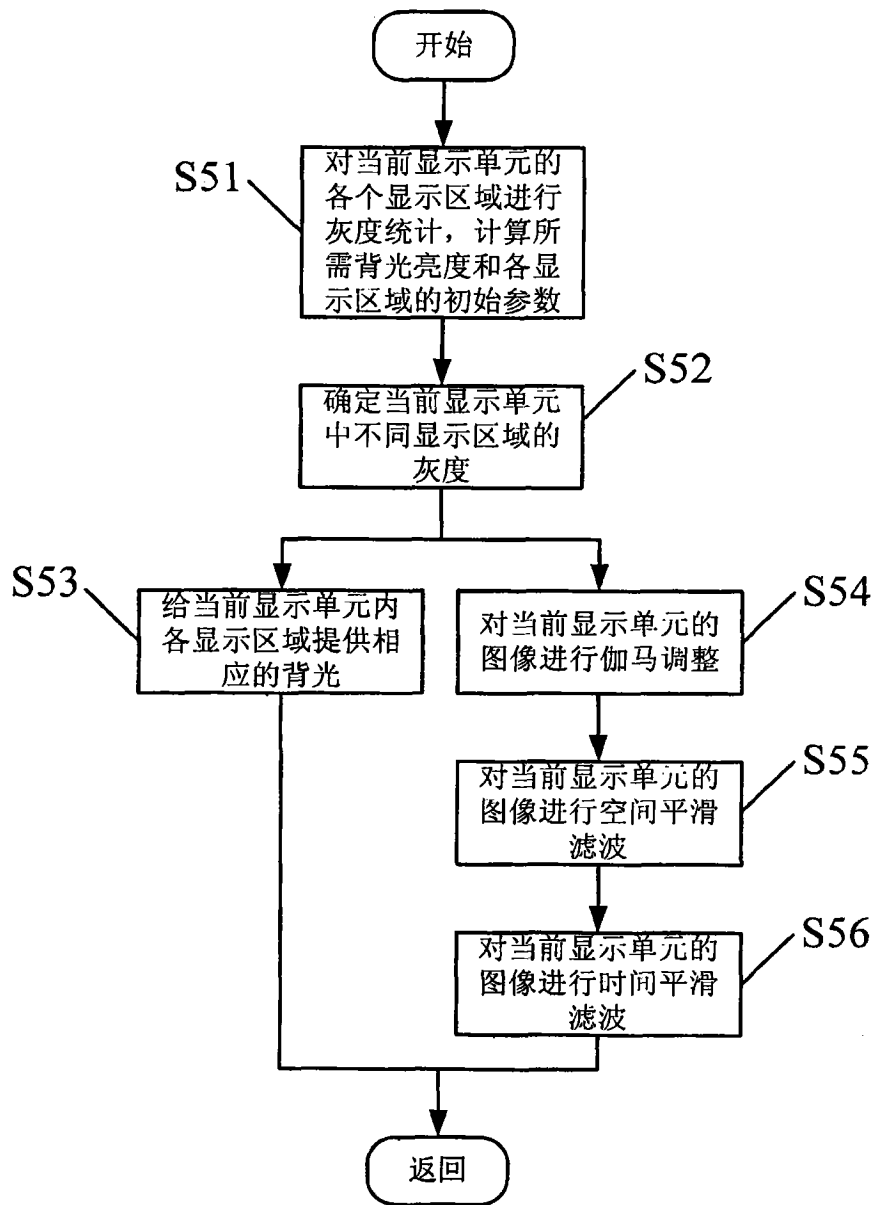 开始
S51
对当前显示单元的
各个显示区域进行
灰度统计，计算所
需背光亮度和各显
示区域的初始参数
S52
确定当前显示单元
中不同显示区域的
灰度
S53
给当前显示单元内
各显示区域提供相
应的背光
S54
对当前显示单元的
图像进行伽马调整
S55
对当前显示单元的
图像进行空间平滑
滤波
S56
对当前显示单元的
图像进行时间平滑
滤波
返回